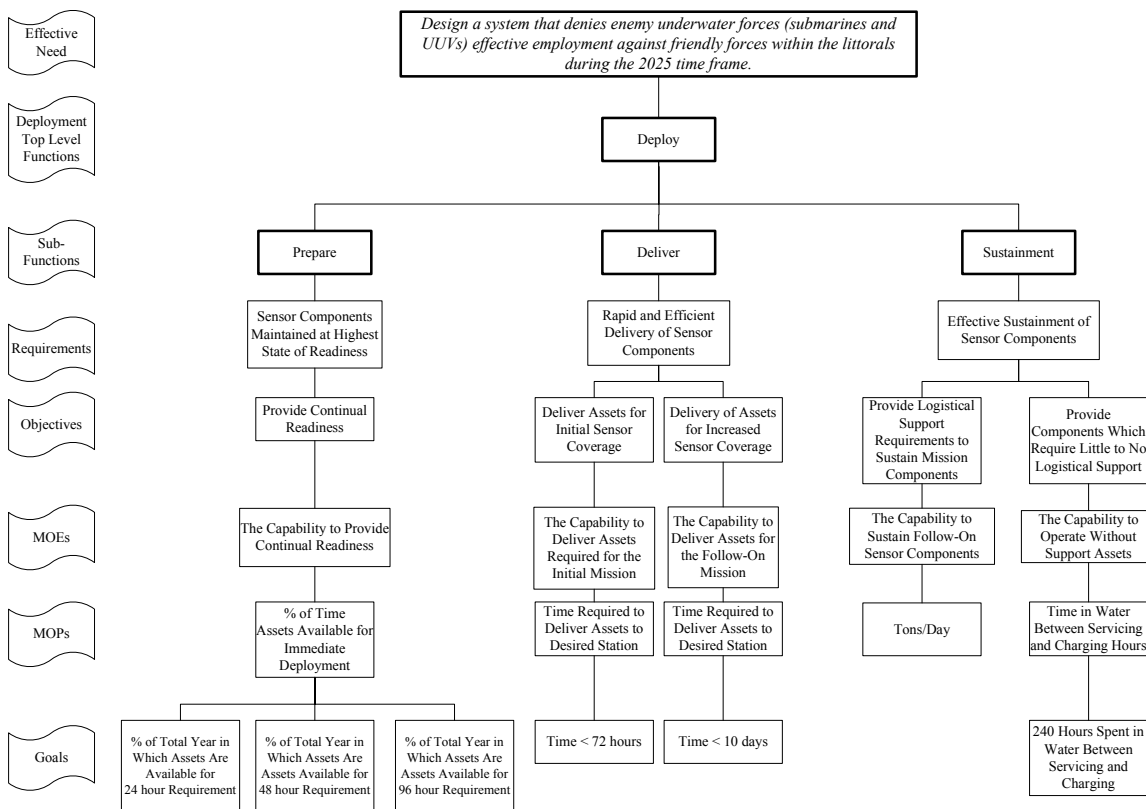 Effective
Need
Design a system that denies enemy underwater forces (submarines and
UUVs) effective employment against friendly forces within the littorals
during the 2025 time frame.
Deployment
Top Level
Functions
Deploy
Sub-
Functions
Prepare
Deliver
Sustainment
Requirements
Sensor Components
Maintained at Highest
State of Readiness
Rapid and Efficient
Delivery of Sensor
Components
Effective Sustainment of
Sensor Components
Objectives
Provide Continual
Readiness
Deliver Assets for
Initial Sensor
Coverage
Delivery of Assets
for Increased Sensor
Coverage
Provide Logistical
Support
Requirements to
Sustain Mission
Components
Provide
Components Which
Require Little to No
Logistical Support
MOEs
The Capability to Provide
Continual Readiness
The Capability to
Deliver Assets
Required for the
Initial Mission
The Capability to
Deliver Assets for
the Follow-On
Mission
The Capability to
Sustain Follow-On
Sensor Components
The Capability to
Operate Without
Support Assets
MOPs
% of Time
Assets Available for
Immediate
Deployment
Time Required to
Deliver Assets to
Desired Station
Time Required to
Deliver Assets to
Desired Station
Tons/Day
Time in Water
Between Servicing
and Charging Hours
Goals
% of Total Year in
Which Assets Are
Available for
24 hour Requirement
% of Total Year in
Which Assets Are
Assets Available for
48 hour Requirement
% of Total Year in
Which Assets Are
Assets Available for
96 hour Requirement
Time < 72 hours
Time < 10 days
240 Hours Spent in
Water Between
Servicing and
Charging